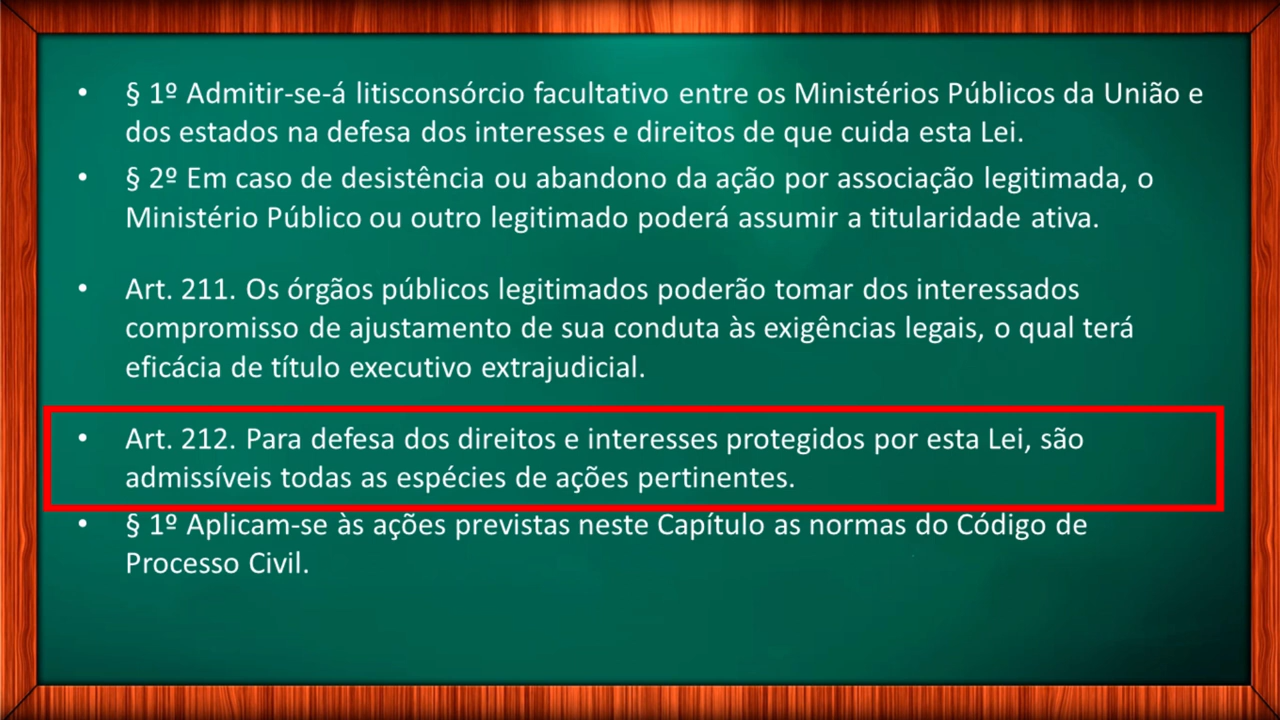 • § 1º Admitir-se-á litisconsórcio facultativo entre os Ministérios Públicos da União e
dos estados na defesa dos interesses e direitos de que cuida esta Lei.
• § 2º Em caso de desistência ou abandono da ação por associação legitimada, o
Ministério Público ou outro legitimado poderá assumir a titularidade ativa.
• Art. 211. Os órgãos públicos legitimados poderão tomar dos interessados
compromisso de ajustamento de sua conduta às exigências legais, o qual terá
eficácia de título executivo extrajudicial.
• Art. 212. Para defesa dos direitos e interesses protegidos por esta Lei, são
admissíveis todas as espécies de ações pertinentes.
• § 1º Aplicam-se às ações previstas neste Capítulo as normas do Código de
Processo Civil.